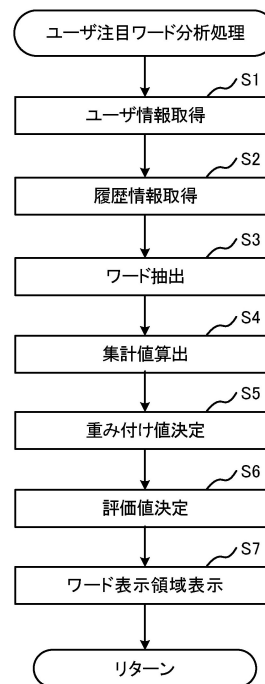 ユーザ注目ワード分析処理
S1
ユーザ情報取得
S2
履歴情報取得
S3
ワード抽出
S4
集計値算出
S5
重み付け値決定
S6
評価値決定
S7
ワード表示領域表示
リターン